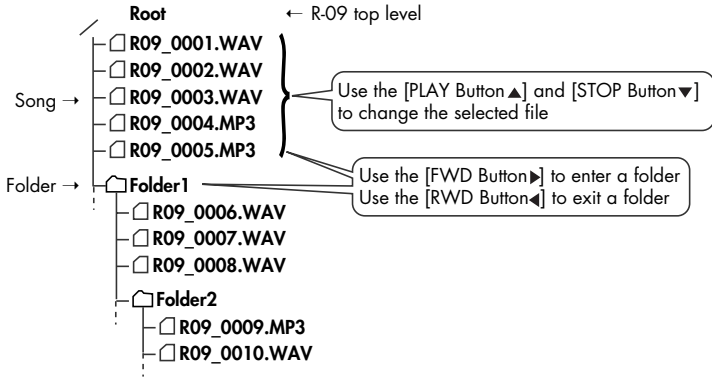 Root ← R-09 top level
R09_0001.WAV
R09_0002.WAV
Song → R09_0003.WAV
R09_0004.MP3
R09_0005.MP3
Use the [PLAY Button▲] and [STOP Button▼]
to change the selected file
Folder → Folder1
Use the [FWD Button▶] to enter a folder
Use the [RWD Button◀] to exit a folder
R09_0006.WAV
R09_0007.WAV
R09_0008.WAV
Folder2
R09_0009.MP3
R09_0010.WAV